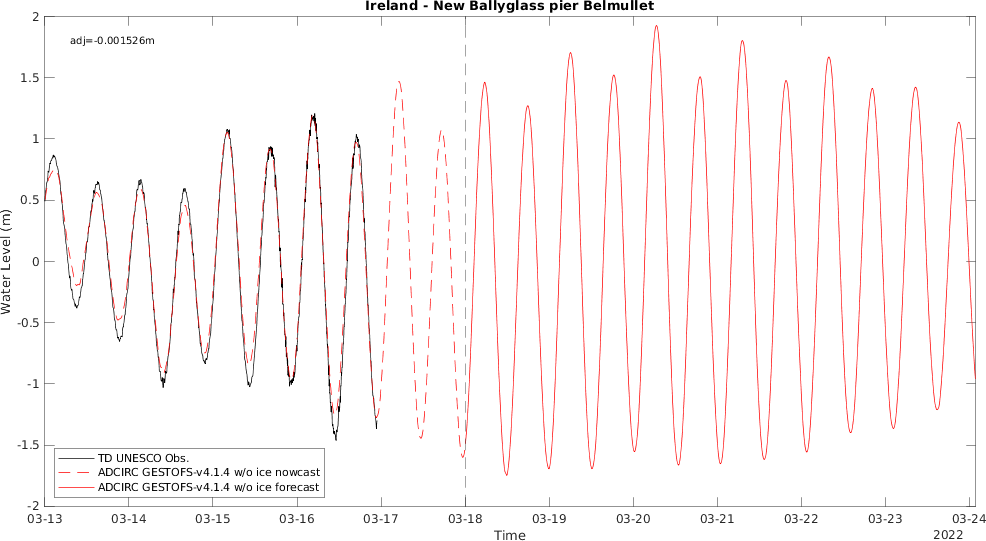 Ireland - New Ballyglass pier Belmullet
adj=-0.001526m
2
1.5
1
0.5
0
-0.5
-1
-1.5
-2
Water Level (m)
TD UNESCO Obs.
ADCIRC GESTOFS-v4.1.4 w/o ice nowcast
ADCIRC GESTOFS-v4.1.4 w/o ice forecast
03-13 03-14 03-15 03-16 03-17 03-18 03-19 03-20 03-21 03-22 03-23 03-24
Time
2022